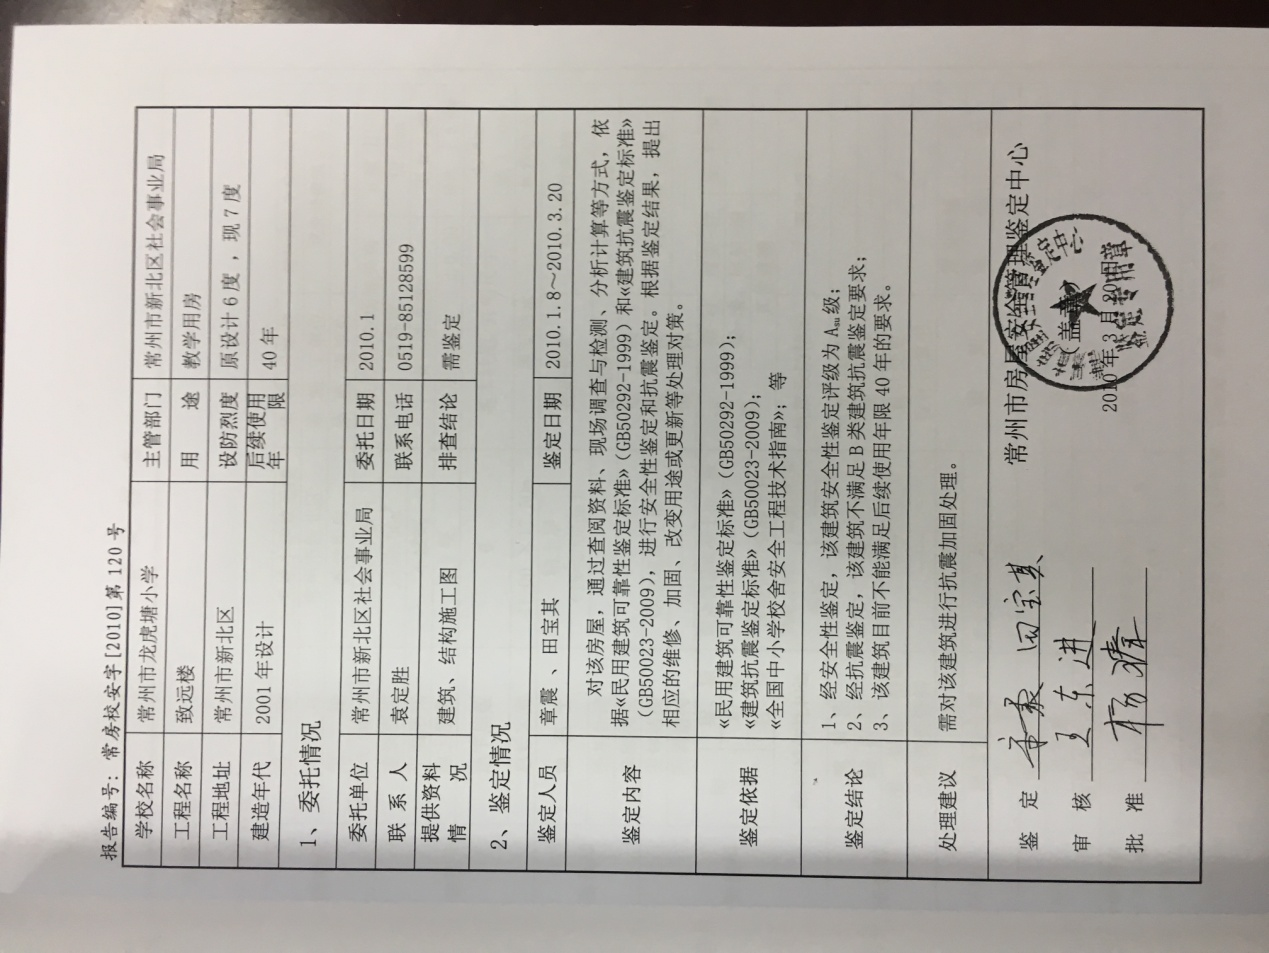 报告编号：常房校安字[2010]第 120 号
学校名称 常州市龙虎塘小学 主管部门 常州市新北区社会事业局
工程名称 致远楼 用 途 教学用房
工程地址 常州市新北区 设防烈度 原设计 6 度，现 7 度
建造年代 2001 年设计 后续使用年限 40 年
1、委托情况
委托单位 常州市新北区社会事业局 委托日期 2010.1
联 系 人 袁定胜 联系电话 0519-85128599
提供资料情况 建筑、结构施工图 排查结论 需鉴定
2、鉴定情况
鉴定人员 章震 、田宝其 鉴定日期 2010.1.8～2010.3.20
鉴定内容
对该房屋，通过查阅资料、现场调查与检测、分析计算等方式，依
据《民用建筑可靠性鉴定标准》（GB50292-1999）和《建筑抗震鉴定标准》
（GB50023-2009），进行安全性鉴定和抗震鉴定。根据鉴定结果，提出
相应的维修、加固、改变用途或更新等处理对策。
鉴定依据
《民用建筑可靠性鉴定标准》（GB50292-1999）；
《建筑抗震鉴定标准》（GB50023-2009）；
《全国中小学校舍安全工程技术指南》；等
鉴定结论
1、经安全性鉴定，该建筑安全性鉴定评级为 Asu 级；
2、经抗震鉴定，该建筑不满足 B 类建筑抗震鉴定要求；
3、该建筑目前不能满足后续使用年限 40 年的要求。
处理建议 需对该建筑进行抗震加固处理。
鉴 定 田宝其
审 核 王东进
批 准
常州市房屋安全管理鉴定中心
（盖章）
2010 年 3 月 20 日